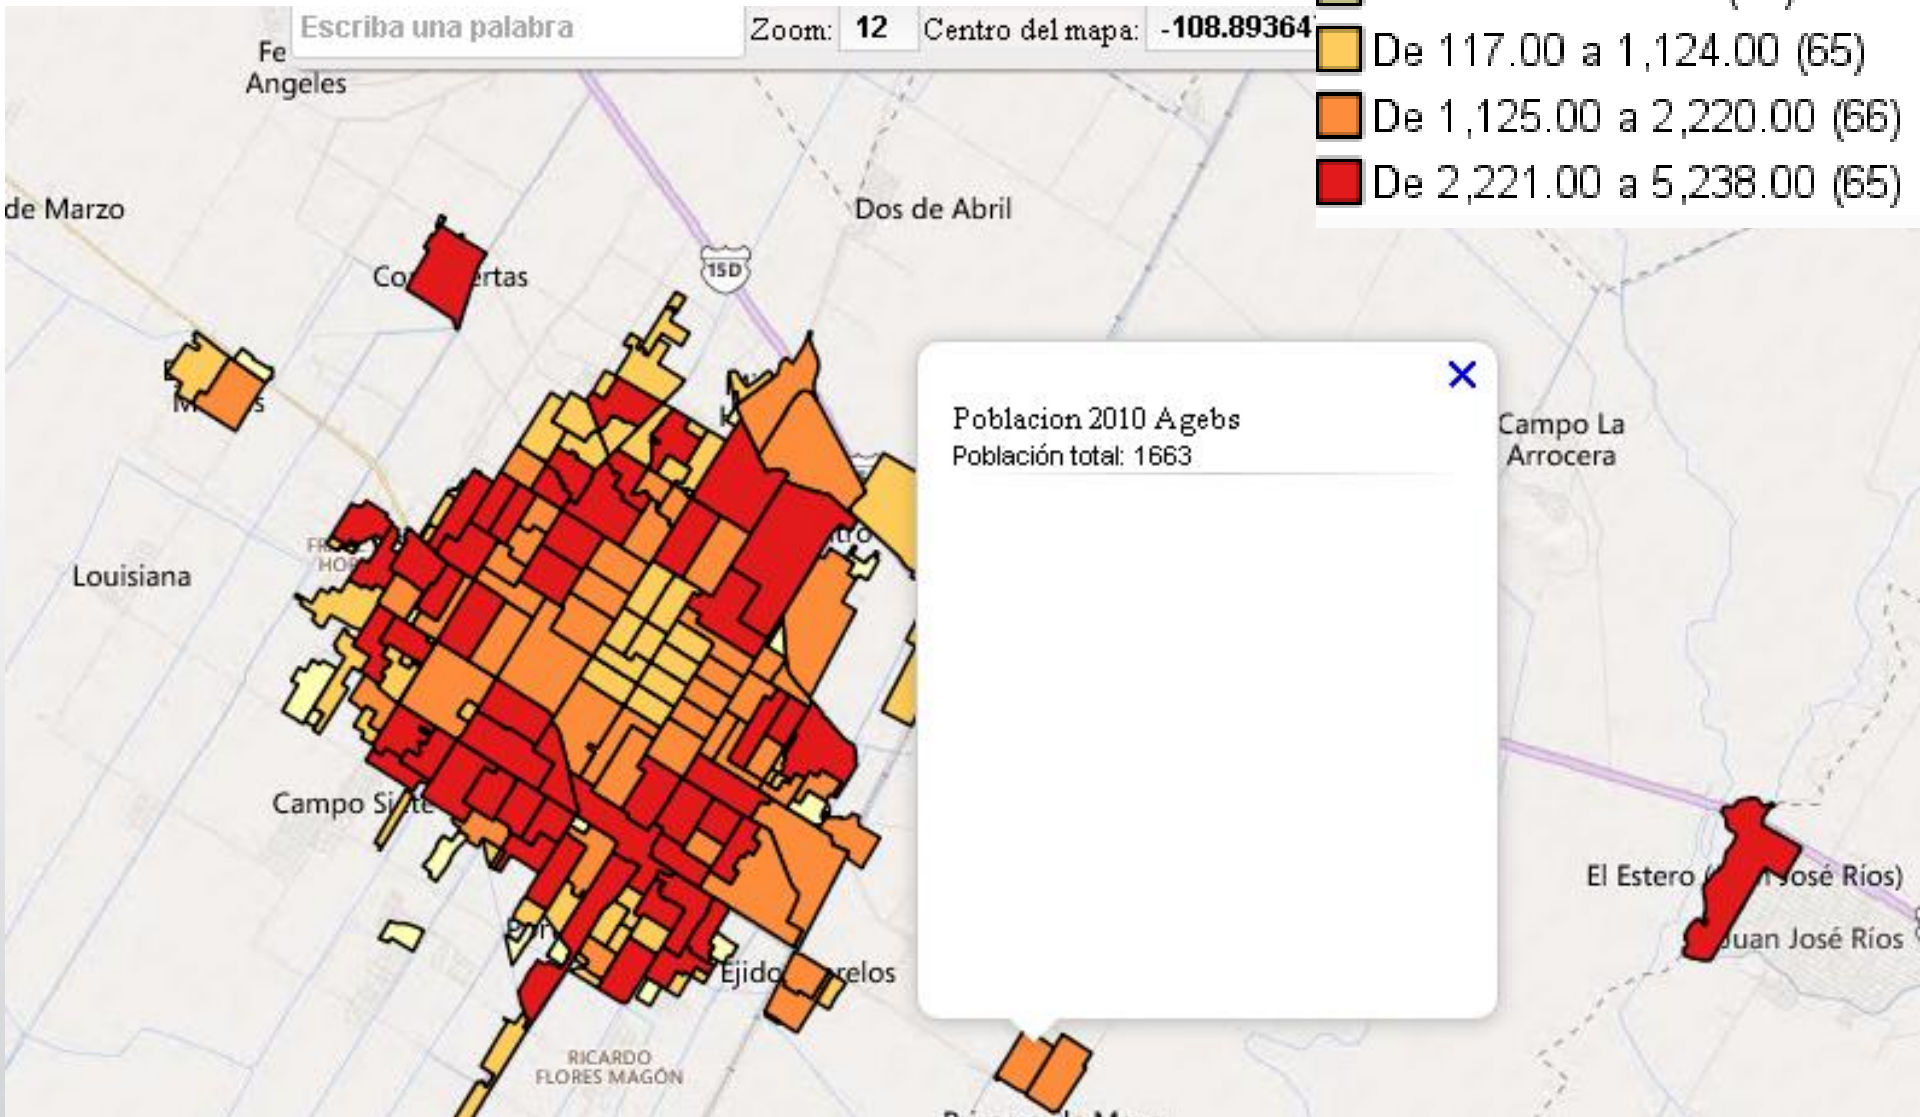 Escriba una palabra
Zoom: 12 Centro del mapa: -108.89364
De 117.00 a 1,124.00 (65)
De 1,125.00 a 2,220.00 (66)
De 2,221.00 a 5,238.00 (65)
Fe
Angeles
de Marzo
Dos de Abril
15D
Poblacion 2010 Agebs
Población total: 1663
Campo La
Arrocera
Louisiana
El Estero
José Ríos)
Juan José Ríos
Ejido
RICARDO
FLORES MAGÓN